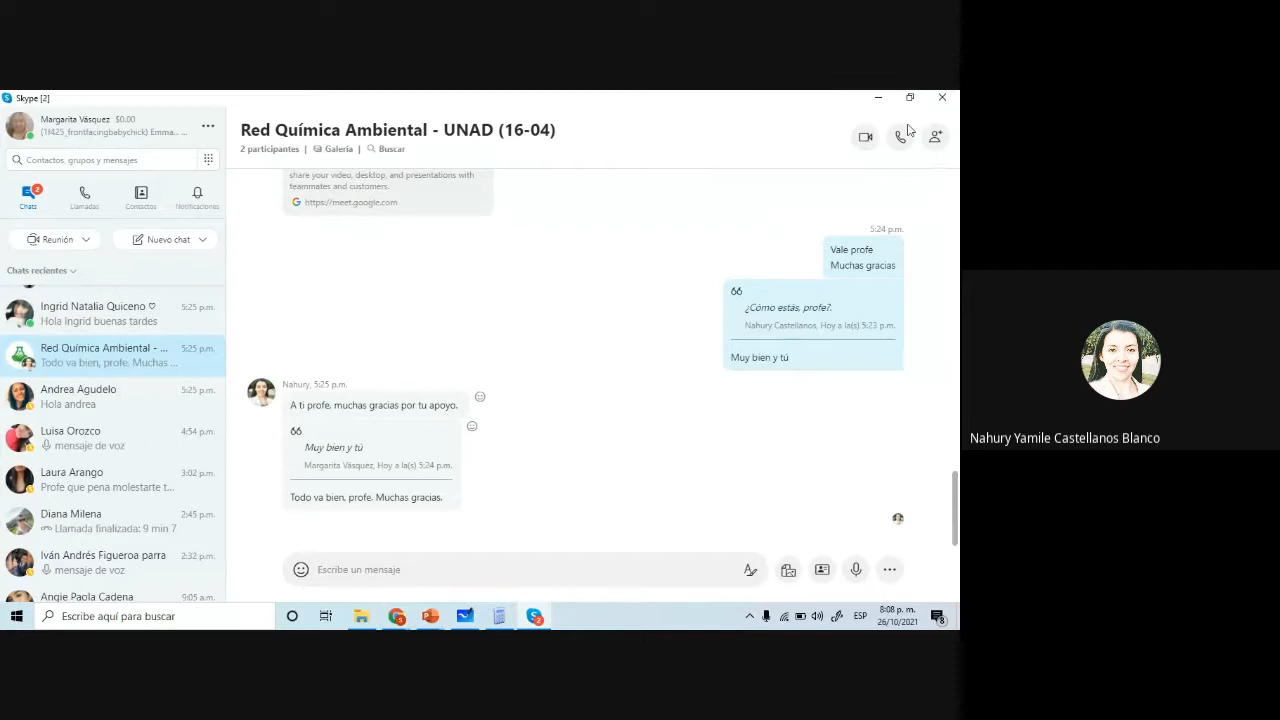 Skype [2]
Margarita Vásquez $0.00
(1f425_frontfacingbabychick) Emma.. ...
Contactos, grupos y mensajes
2
Chats
Llamadas
Contactos
Notificaciones
Reunión
Nuevo chat
Chats recientes
Ingrid Natalia Quiceno ♡ 5:25 p.m.
Hola Ingrid buenas tardes
Red Química Ambiental - ... 5:25 p.m.
Todo va bien, profe. Muchas ...
Andrea Agudelo 5:25 p.m.
Hola andrea
Luisa Orozco 4:54 p.m.
mensaje de voz
Laura Arango 3:02 p.m.
Profe que pena molestarte t...
Diana Milena 2:45 p.m.
Llamada finalizada: 9 min 7
Iván Andrés Figueroa parra 2:32 p.m.
mensaje de voz
Angie Paola Cadena 9:05 a.m.
Red Química Ambiental - UNAD (16-04)
2 participantes | Galería | Buscar
share your video, desktop, and presentations with
teammates and customers.
https://meet.google.com
5:24 p.m.
Vale profe
Muchas gracias
¿Cómo estás, profe?.
Nahury Castellanos, Hoy a la(s) 5:23 p.m.
Muy bien y tú
Nahury, 5:25 p.m.
A ti profe, muchas gracias por tu apoyo.
Muy bien y tú
Margarita Vásquez, Hoy a la(s) 5:24 p.m.
Todo va bien, profe. Muchas gracias.
Escribe un mensaje
Nahury Yamile Castellanos Blanco
Escribe aquí para buscar
2
ESP
8:08 p. m.
26/10/2021
8